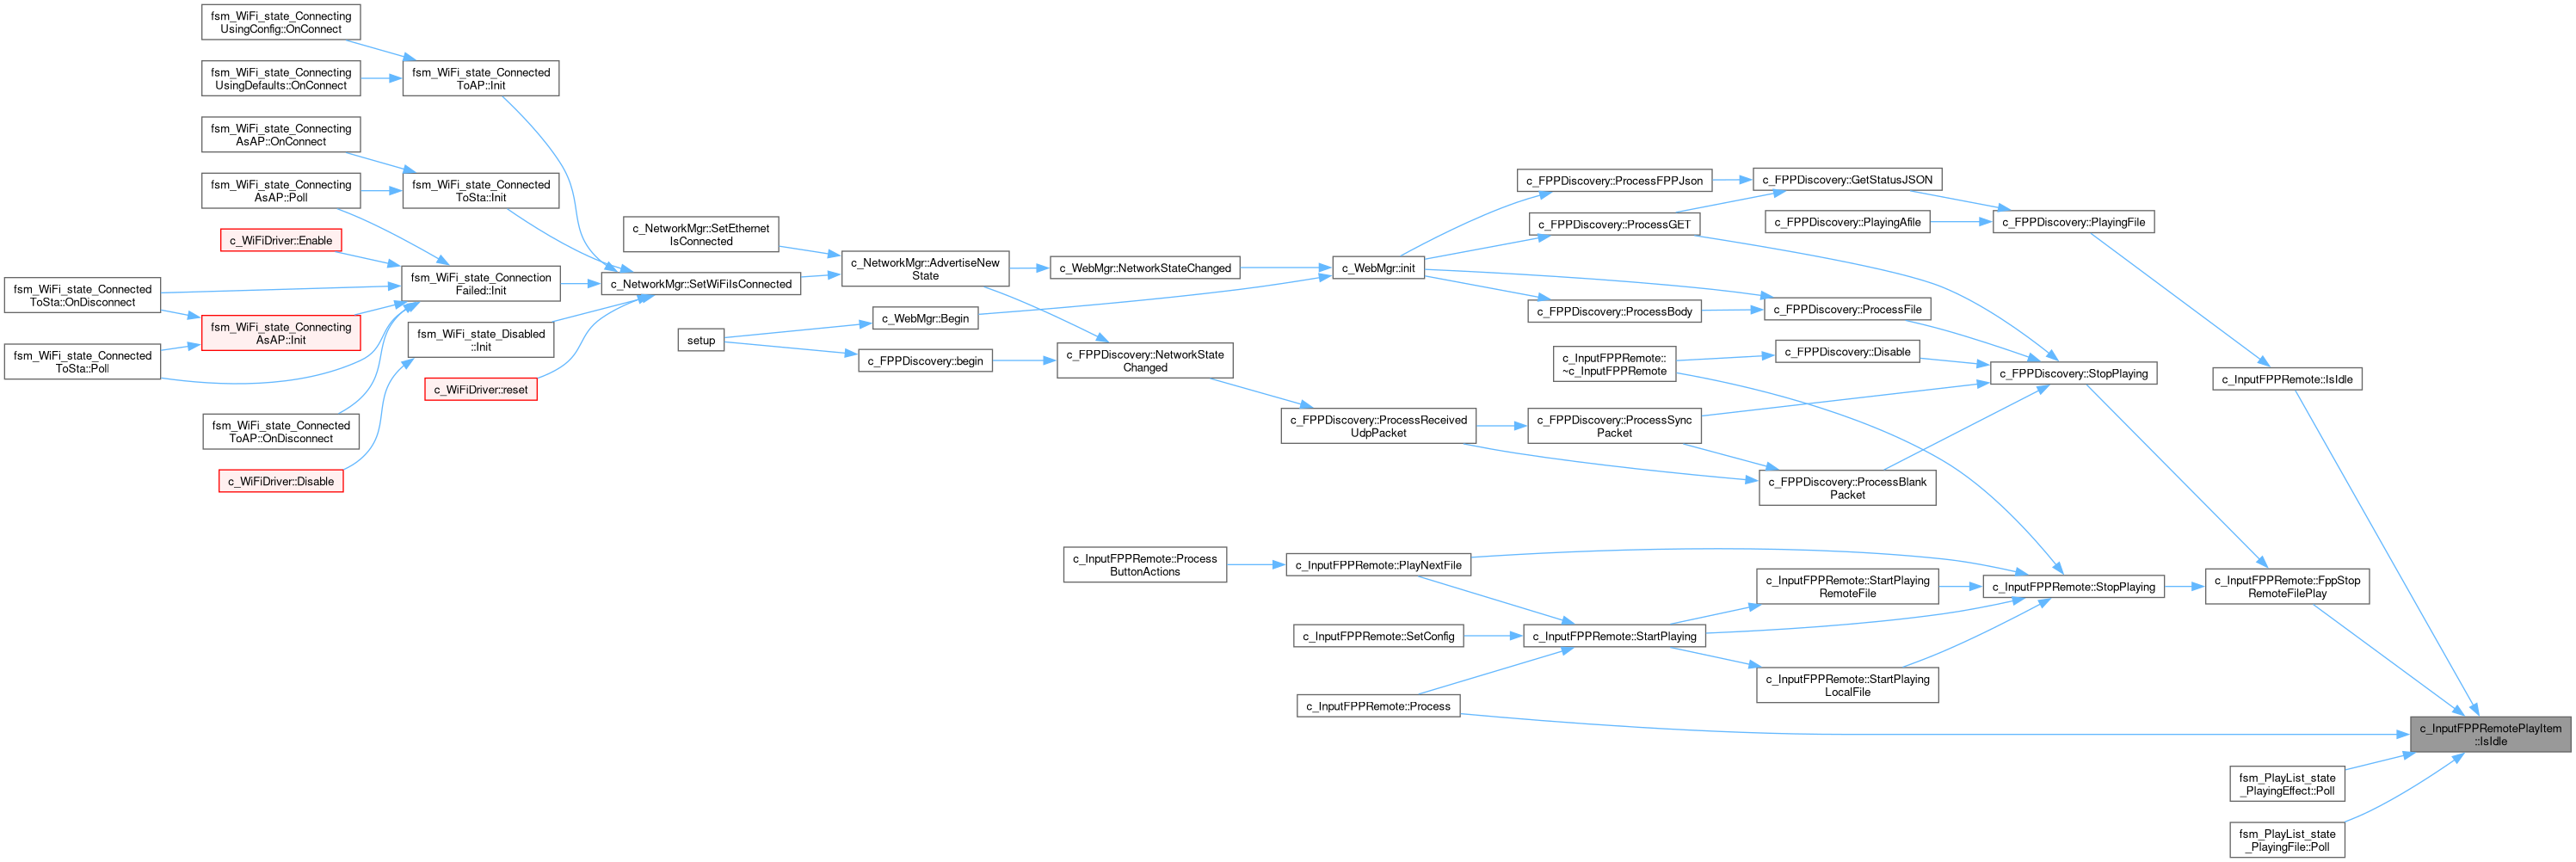 fsm_WiFi_state_Connecting
UsingConfig::OnConnect
fsm_WiFi_state_Connecting
UsingDefaults::OnConnect
fsm_WiFi_state_Connected
ToAP::Init
fsm_WiFi_state_Connecting
AsAP::OnConnect
fsm_WiFi_state_Connecting
AsAP::Poll
fsm_WiFi_state_Connected
ToSta::Init
c_WiFiDriver::Enable
fsm_WiFi_state_Connection
Failed::Init
fsm_WiFi_state_Connected
ToSta::OnDisconnect
fsm_WiFi_state_Connecting
AsAP::Init
fsm_WiFi_state_Connected
ToSta::Poll
fsm_WiFi_state_Disabled
::Init
c_WiFiDriver::reset
fsm_WiFi_state_Connected
ToAP::OnDisconnect
c_WiFiDriver::Disable
c_NetworkMgr::SetEthernet
IsConnected
c_NetworkMgr::SetWiFiIsConnected
setup
c_NetworkMgr::AdvertiseNew
State
c_WebMgr::Begin
c_FPPDiscovery::begin
c_WebMgr::NetworkStateChanged
c_FPPDiscovery::NetworkState
Changed
c_WebMgr::init
c_FPPDiscovery::ProcessReceived
UdpPacket
c_FPPDiscovery::ProcessFPPJson
c_FPPDiscovery::ProcessGET
c_FPPDiscovery::ProcessBody
c_InputFPPRemote::
~c_InputFPPRemote
c_FPPDiscovery::ProcessSync
Packet
c_FPPDiscovery::GetStatusJSON
c_FPPDiscovery::PlayingAfile
c_FPPDiscovery::ProcessFile
c_FPPDiscovery::Disable
c_FPPDiscovery::ProcessBlank
Packet
c_FPPDiscovery::PlayingFile
c_FPPDiscovery::StopPlaying
c_InputFPPRemote::IsIdle
c_InputFPPRemote::Process
ButtonActions
c_InputFPPRemote::PlayNextFile
c_InputFPPRemote::SetConfig
c_InputFPPRemote::Process
c_InputFPPRemote::StartPlaying
c_InputFPPRemote::StartPlaying
RemoteFile
c_InputFPPRemote::StartPlaying
LocalFile
c_InputFPPRemote::StopPlaying
c_InputFPPRemote::FppStop
RemoteFilePlay
c_InputFPPRemotePlayItem
::IsIdle
fsm_PlayList_state
_PlayingEffect::Poll
fsm_PlayList_state
_PlayingFile::Poll